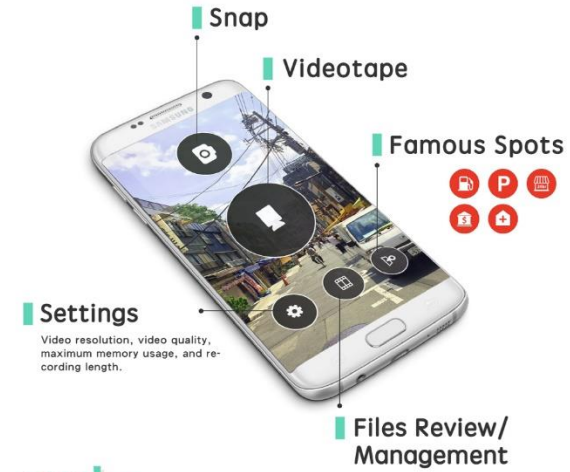 Snap
Videotape
SAMSUNG
Famous Spots
P
$
Settings
Video resolution, video quality,
maximum memory usage, and re-
cording length.
Files Review/
Management